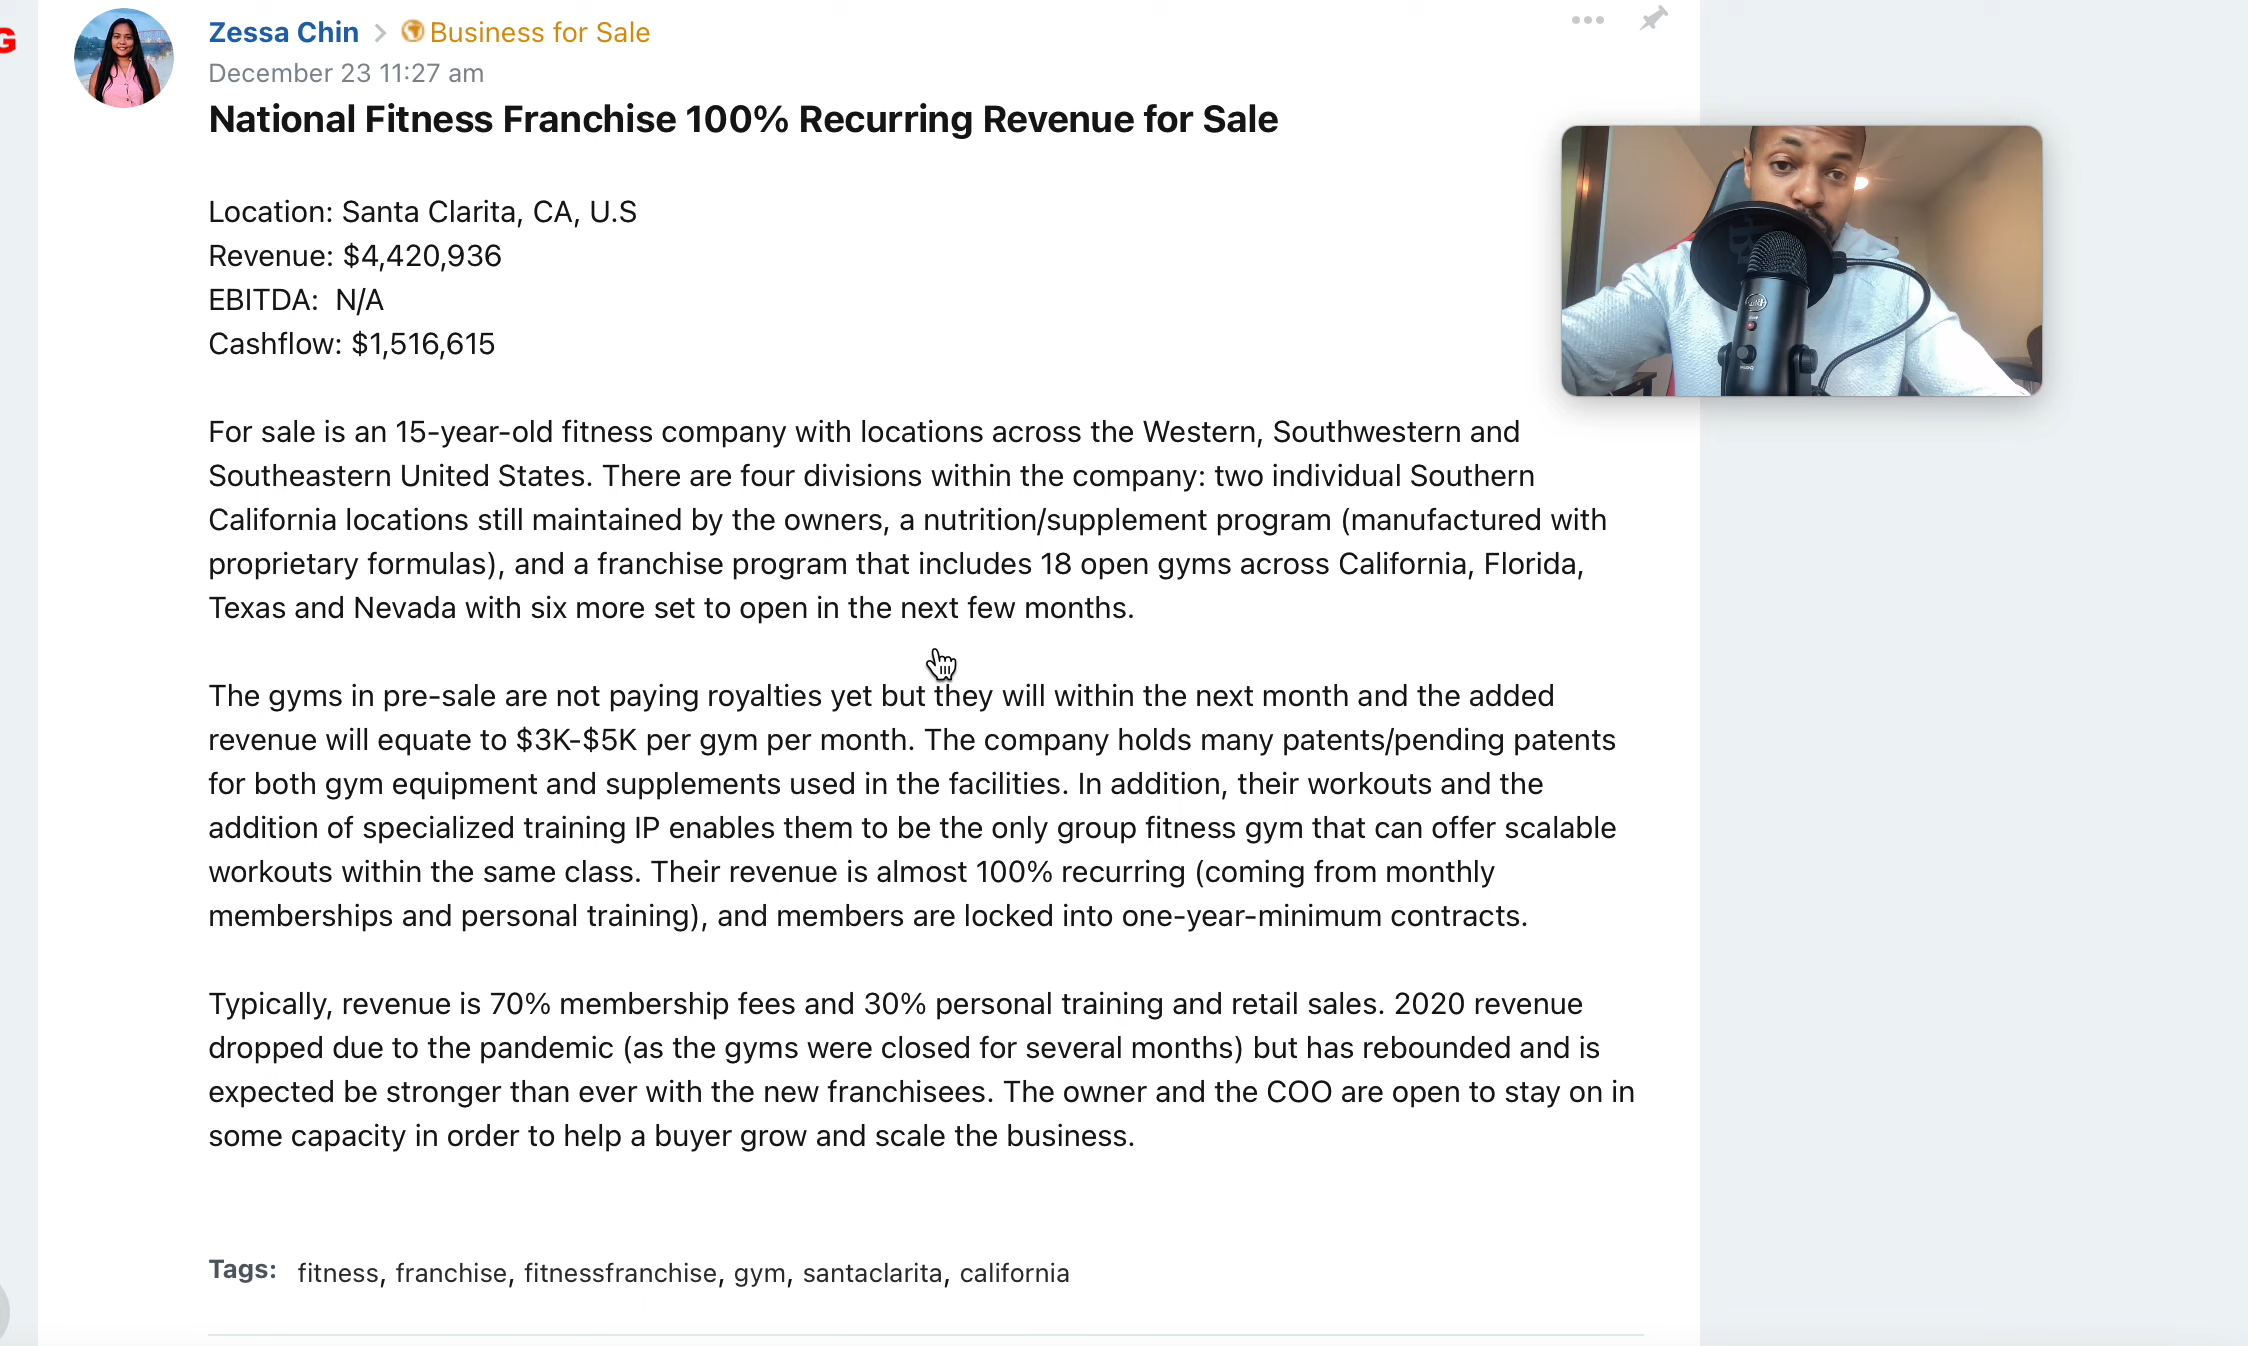 G
Zessa Chin > Business for Sale
December 23 11:27 am
National Fitness Franchise 100% Recurring Revenue for Sale
Location: Santa Clarita, CA, U.S
Revenue: $4,420,936
EBITDA:  N/A
Cashflow: $1,516,615
For sale is an 15-year-old fitness company with locations across the Western, Southwestern and
Southeastern United States. There are four divisions within the company: two individual Southern
California locations still maintained by the owners, a nutrition/supplement program (manufactured with
proprietary formulas), and a franchise program that includes 18 open gyms across California, Florida,
Texas and Nevada with six more set to open in the next few months.
The gyms in pre-sale are not paying royalties yet but they will within the next month and the added
revenue will equate to $3K-$5K per gym per month. The company holds many patents/pending patents
for both gym equipment and supplements used in the facilities. In addition, their workouts and the
addition of specialized training IP enables them to be the only group fitness gym that can offer scalable
workouts within the same class. Their revenue is almost 100% recurring (coming from monthly
memberships and personal training), and members are locked into one-year-minimum contracts.
Typically, revenue is 70% membership fees and 30% personal training and retail sales. 2020 revenue
dropped due to the pandemic (as the gyms were closed for several months) but has rebounded and is
expected be stronger than ever with the new franchisees. The owner and the COO are open to stay on in
some capacity in order to help a buyer grow and scale the business.
Tags: fitness, franchise, fitnessfranchise, gym, santaclarita, california